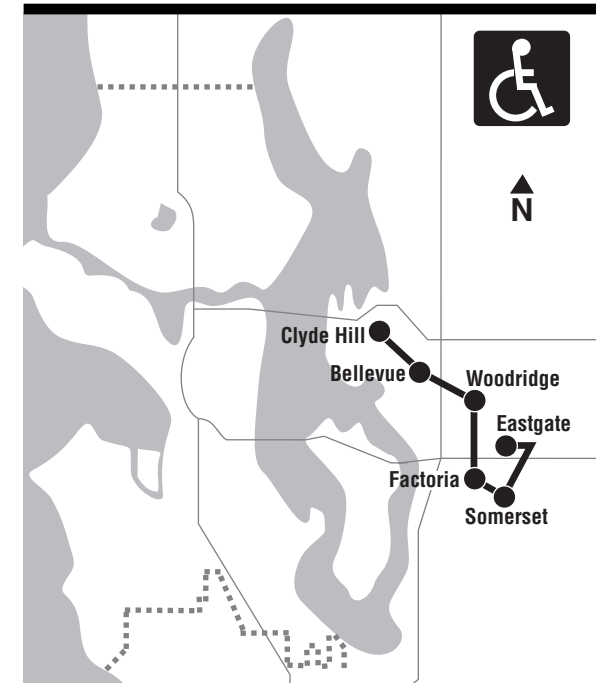 N
Clyde Hill
Bellevue
Woodridge
Eastgate
Factoria
Somerset